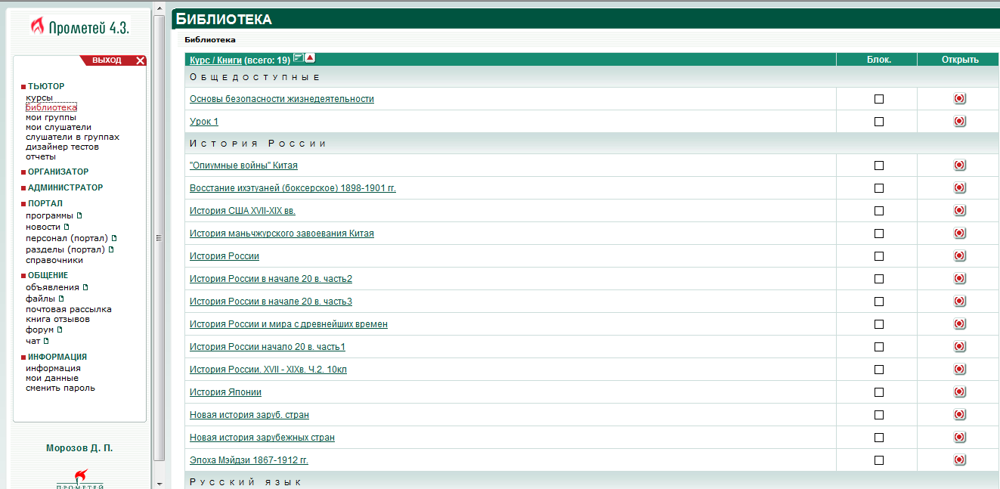 Прометей 4.3.
ВЫХОД
ТЬЮТОР
курсы
библиотека
мои группы
мои слушатели
слушатели в группах
дизайнер тестов
отчеты
ОРГАНИЗАТОР
АДМИНИСТРАТОР
ПОРТАЛ
программы
новости
персонал (портал)
разделы (портал)
справочники
ОБЩЕНИЕ
объявления
файлы
почтовая рассылка
книга отзывов
форум
чат
ИНФОРМАЦИЯ
информация
мои данные
сменить пароль
Морозов Д. П.
ПРОМЕТЕЙ
БИБЛИОТЕКА
Библиотека
Курс / Книги (всего: 19) Блок. Открыть
Общедоступные
Основы безопасности жизнедеятельности
Урок 1
История России
"Опиумные войны" Китая
Восстание ихэтуаней (боксерское) 1898-1901 гг.
История США XVII-XIX вв.
История маньчжурского завоевания Китая
История России
История России в начале 20 в. часть2
История России в начале 20 в. часть3
История России и мира с древнейших времен
История России начало 20 в. часть1
История России. XVII - XIXв. Ч.2. 10кл
История Японии
Новая история заруб. стран
Новая история зарубежных стран
Эпоха Мэйдзи 1867-1912 гг.
Русский язык